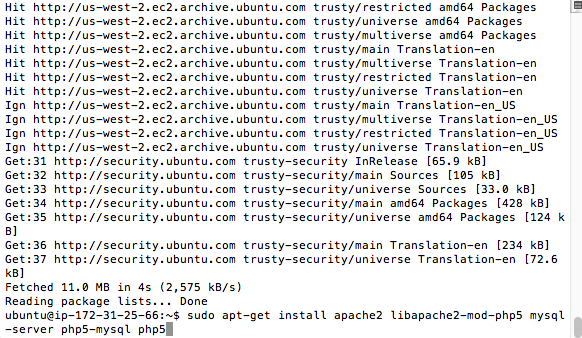 Hit http://us-west-2.ec2.archive.ubuntu.com trusty/restricted amd64 Packages
Hit http://us-west-2.ec2.archive.ubuntu.com trusty/universe amd64 Packages
Hit http://us-west-2.ec2.archive.ubuntu.com trusty/multiverse amd64 Packages
Hit http://us-west-2.ec2.archive.ubuntu.com trusty/main Translation-en
Hit http://us-west-2.ec2.archive.ubuntu.com trusty/multiverse Translation-en
Hit http://us-west-2.ec2.archive.ubuntu.com trusty/restricted Translation-en
Hit http://us-west-2.ec2.archive.ubuntu.com trusty/universe Translation-en
Ign http://us-west-2.ec2.archive.ubuntu.com trusty/main Translation-en_US
Ign http://us-west-2.ec2.archive.ubuntu.com trusty/multiverse Translation-en_US
Ign http://us-west-2.ec2.archive.ubuntu.com trusty/restricted Translation-en_US
Ign http://us-west-2.ec2.archive.ubuntu.com trusty/universe Translation-en_US
Get:31 http://security.ubuntu.com trusty-security InRelease [65.9 kB]
Get:32 http://security.ubuntu.com trusty-security/main Sources [105 kB]
Get:33 http://security.ubuntu.com trusty-security/universe Sources [33.0 kB]
Get:34 http://security.ubuntu.com trusty-security/main amd64 Packages [428 kB]
Get:35 http://security.ubuntu.com trusty-security/universe amd64 Packages [124 k
B]
Get:36 http://security.ubuntu.com trusty-security/main Translation-en [234 kB]
Get:37 http://security.ubuntu.com trusty-security/universe Translation-en [72.6
kB]
Fetched 11.0 MB in 4s (2,575 kB/s)
Reading package lists... Done
ubuntu@ip-172-31-25-66:~$ sudo apt-get install apache2 libapache2-mod-php5 mysql
-server php5-mysql php5